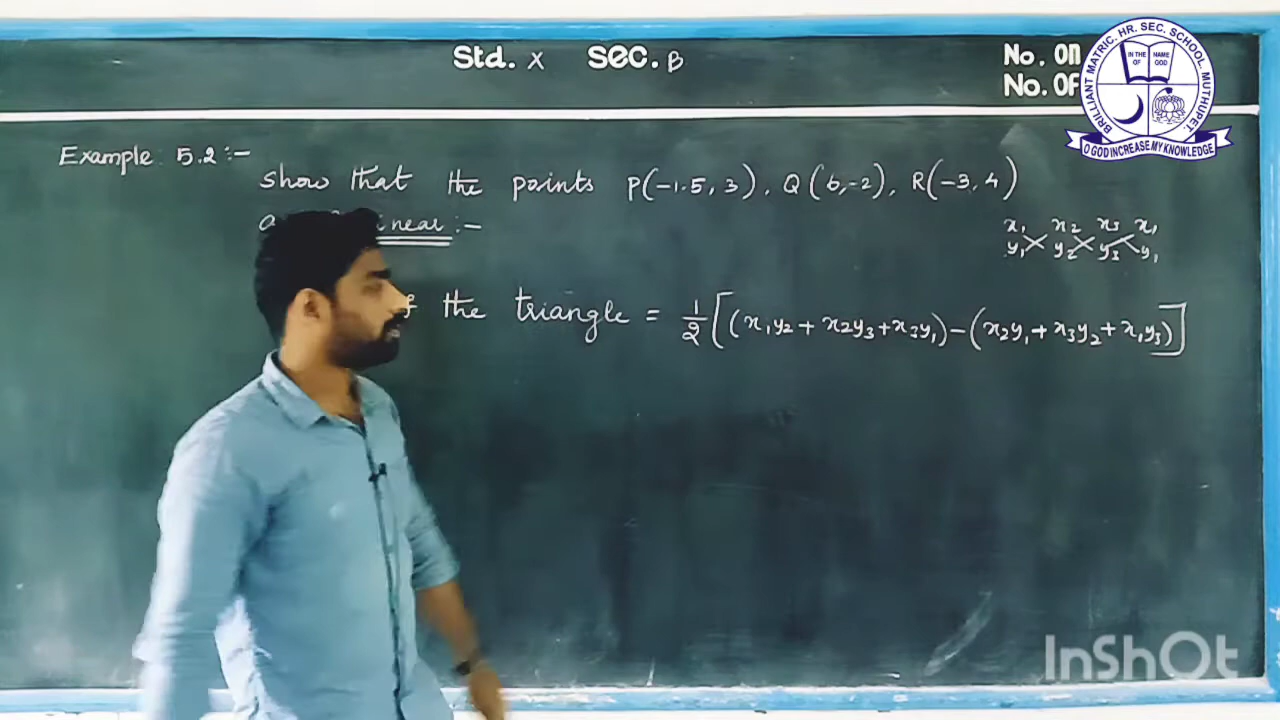 Std. X Sec. B
No. ON
No. OF
BRILLIANT MATRIC. HR. SEC. SCHOOL, MUTHUPET.
IN THE NAME
OF GOD
O GOD INCREASE MY KNOWLEDGE
Example 5.2:-
show that the points P(-1.5, 3), Q(6,-2), R(-3, 4)
:-
x₁ x₂ x₃ x₁
y₁ y₂ y₃ y₁
the triangle = 1/2 [(x₁y₂ + x₂y₃ + x₃y₁) - (x₂y₁ + x₃y₂ + x₁y₃)]
InShOt